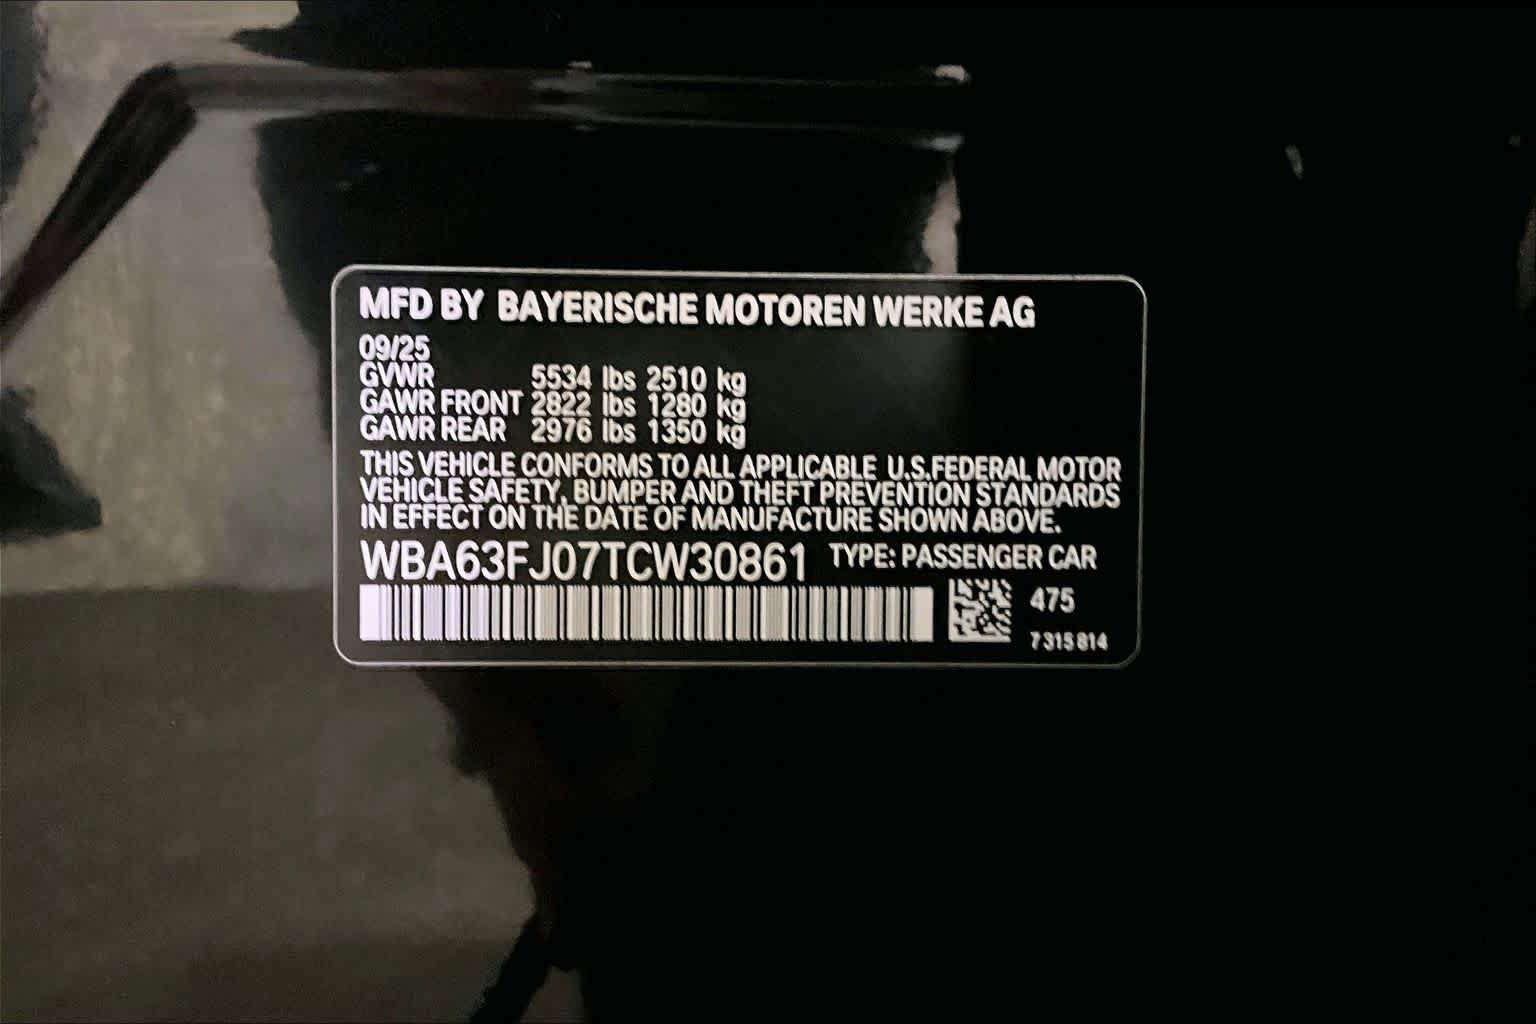 MFD BY BAYERISCHE MOTOREN WERKE AG
09/25
GVWR 5534 lbs 2510 kg
GAWR FRONT 2822 lbs 1280 kg
GAWR REAR 2976 lbs 1350 kg
THIS VEHICLE CONFORMS TO ALL APPLICABLE U.S.FEDERAL MOTOR
VEHICLE SAFETY, BUMPER AND THEFT PREVENTION STANDARDS
IN EFFECT ON THE DATE OF MANUFACTURE SHOWN ABOVE.
WBA63FJ07TCW30861 TYPE: PASSENGER CAR
475
7 315 814